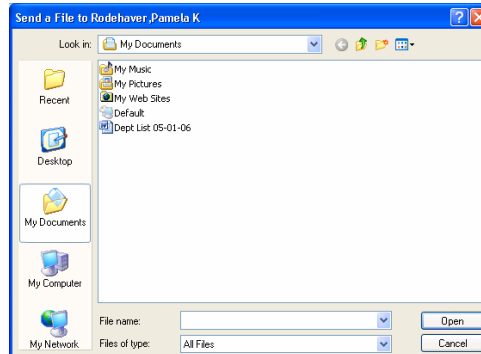 Send a File to Rodehaver,Pamela K
Look in: My Documents
My Music
My Pictures
My Web Sites
Default
Dept List 05-01-06
Recent
Desktop
My Documents
My Computer
My Network
File name: Open
Files of type: All Files Cancel